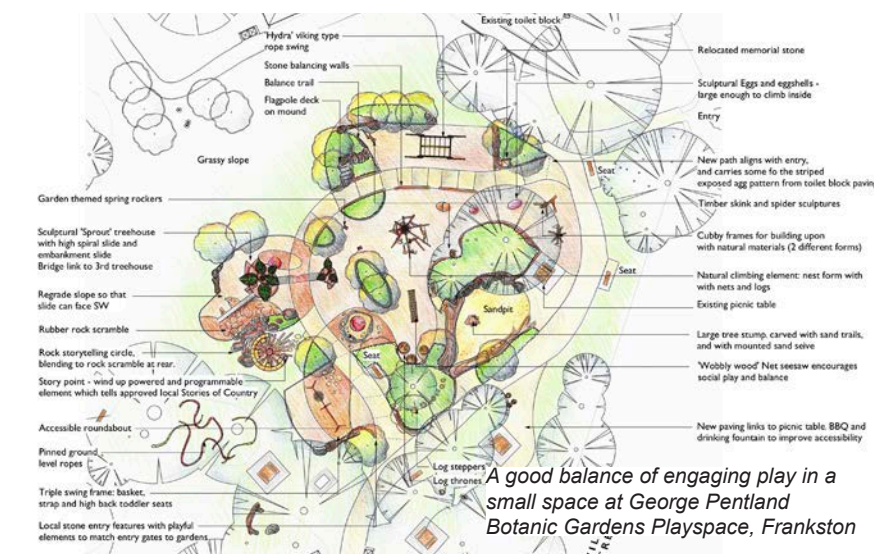 Existing toilet block
'Hydra' viking type
rope swing
Stone balancing walls
Balance trail
Flagpole deck
on mound
Grassy slope
Garden themed spring rockers
Sculptural 'Sprout' treehouse
with high spiral slide and
embankment slide
Bridge link to 3rd treehouse
Regrade slope so that
slide can face SW
Rubber rock scramble
Rock storytelling circle,
blending to rock scramble at rear.
Story point - wind up powered and programmable
element which tells approved local Stories of Country
Accessible roundabout
Pinned ground
level ropes
Triple swing frame: basket,
strap and high back toddler seats
Local stone entry features with playful
elements to match entry gates to gardens
Relocated memorial stone
Sculptural Eggs and eggshells -
large enough to climb inside
Entry
New path aligns with entry,
and carries some fo the striped
exposed agg pattern from toilet block paving
Seat
Timber skink and spider sculptures
Cubby frames for building upon
with natural materials (2 different forms)
Seat
Natural climbing element: nest form with
with nets and logs
Existing picnic table
Sandpit
Large tree stump, carved with sand trails,
and with mounted sand seive
Seat
'Wobbly wood' Net seesaw encourages
social play and balance
New paving links to picnic table. BBQ and
drinking fountain to improve accessibility
Log steppers
Log thrones
A good balance of engaging play in a
small space at George Pentland
Botanic Gardens Playspace, Frankston